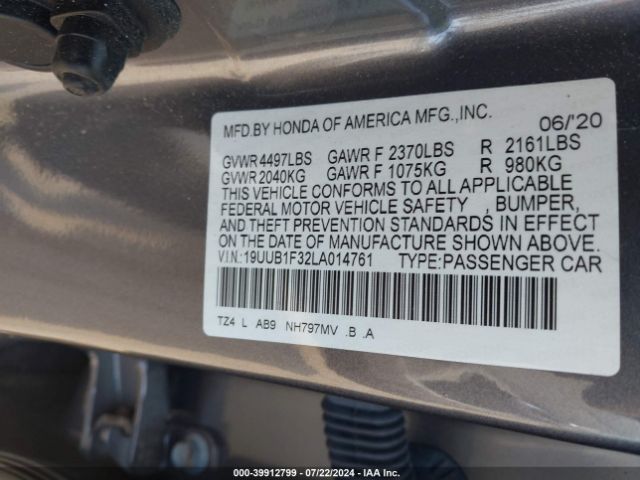 MFD.BY HONDA OF AMERICA MFG.,INC. 06/'20
GVWR 4497LBS GAWR F 2370LBS R 2161LBS
GVWR 2040KG GAWR F 1075KG R 980KG
THIS VEHICLE CONFORMS TO ALL APPLICABLE
FEDERAL MOTOR VEHICLE SAFETY , BUMPER,
AND THEFT PREVENTION STANDARDS IN EFFECT
ON THE DATE OF MANUFACTURE SHOWN ABOVE.
V.I.N.:19UUB1F32LA014761 TYPE:PASSENGER CAR
TZ4 L AB9 NH797MV .B .A
000-39912799 - 07/22/2024 - IAA Inc.